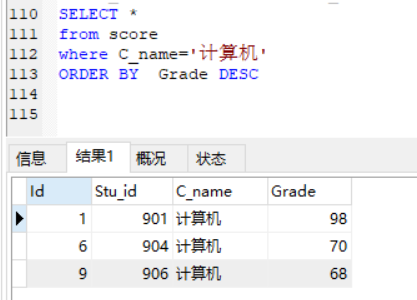 110 SELECT *
111 from score
112 where C_name='计算机'
113 ORDER BY  Grade DESC
114
115
信息 结果1 概况 状态
Id Stu_id C_name Grade
1 901 计算机 98
6 904 计算机 70
9 906 计算机 68